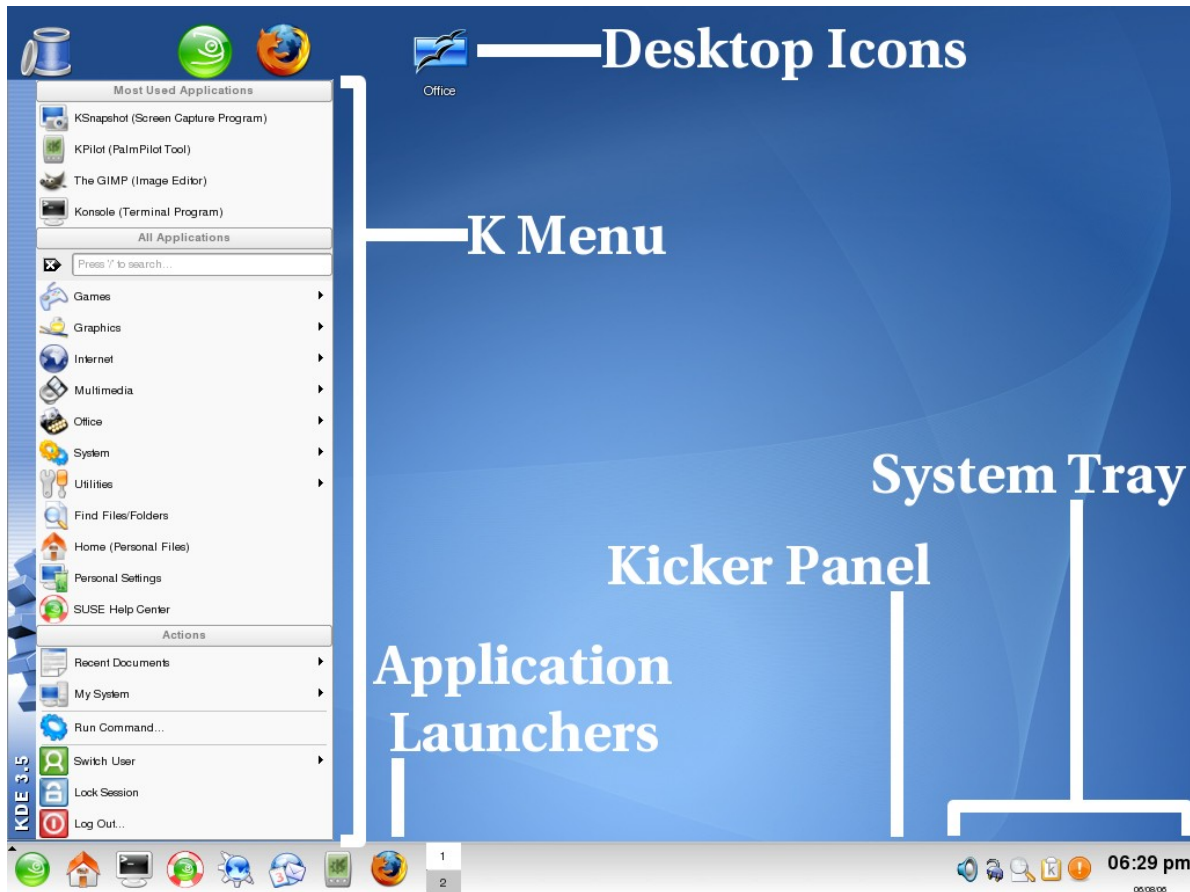 Desktop Icons
Office
Most Used Applications
KSnapshot (Screen Capture Program)
KPilot (PalmPilot Tool)
The GIMP (Image Editor)
Konsole (Terminal Program)
K Menu
All Applications
Press '/' to search...
Games
Graphics
Internet
Multimedia
Office
System
Utilities
Find Files/Folders
Home (Personal Files)
Personal Settings
SUSE Help Center
Actions
Recent Documents
My System
Run Command...
Switch User
Lock Session
Log Out...
KDE 3.5
System Tray
Kicker Panel
Application
Launchers
1
2
3
06:29 pm